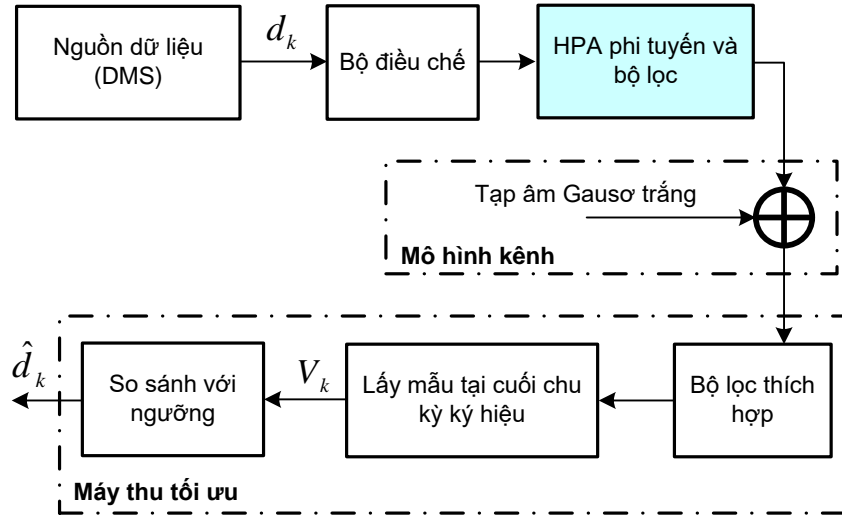 Nguồn dữ liệu
(DMS)
d_k
Bộ điều chế
HPA phi tuyến và
bộ lọc
Tạp âm Gausơ trắng
Mô hình kênh
d̂_k
So sánh với
ngưỡng
V_k
Lấy mẫu tại cuối chu
kỳ ký hiệu
Bộ lọc thích
hợp
Máy thu tối ưu